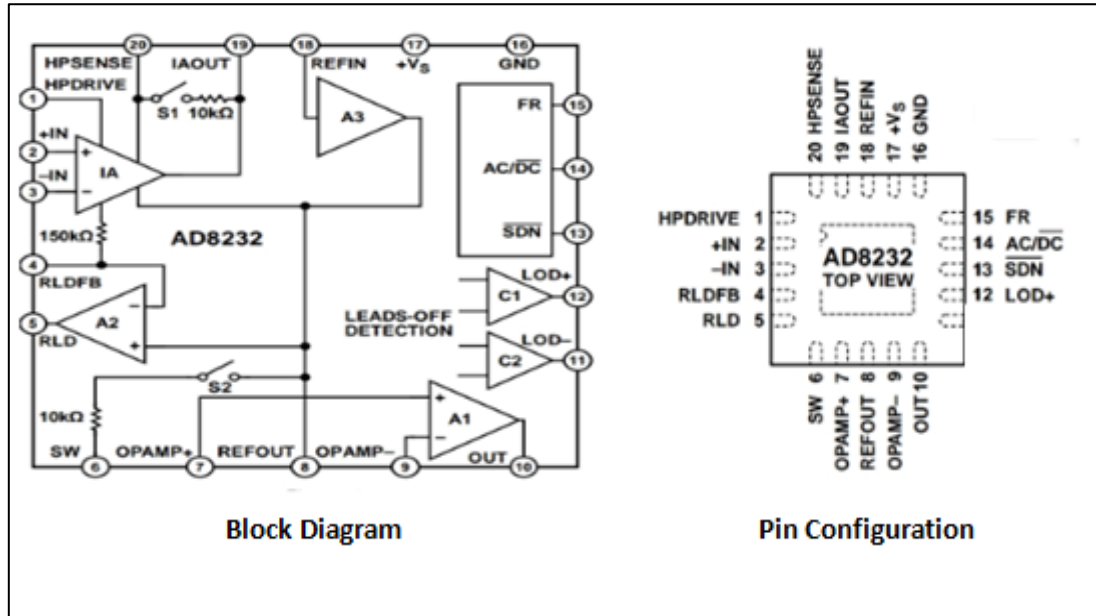 20 19 18 17 16
HPSENSE IAOUT REFIN +VS GND
HPDRIVE
1
S1 10kΩ
A3
FR 15
+IN
2
+
IA
–IN
3
–
AC/DC 14
150kΩ
AD8232
SDN 13
4
RLDFB
LOD+
C1 12
–
A2
5
RLD
+
LEADS-OFF
DETECTION
LOD–
C2 11
S2
10kΩ
+
A1
–
SW OPAMP+ REFOUT OPAMP– OUT
6 7 8 9 10
Block Diagram
20 HPSENSE
19 IAOUT
18 REFIN
17 +VS
16 GND
HPDRIVE 1
+IN 2
–IN 3
RLDFB 4
RLD 5
AD8232
TOP VIEW
15 FR
14 AC/DC
13 SDN
12 LOD+
SW 6
OPAMP+ 7
REFOUT 8
OPAMP– 9
OUT 10
Pin Configuration